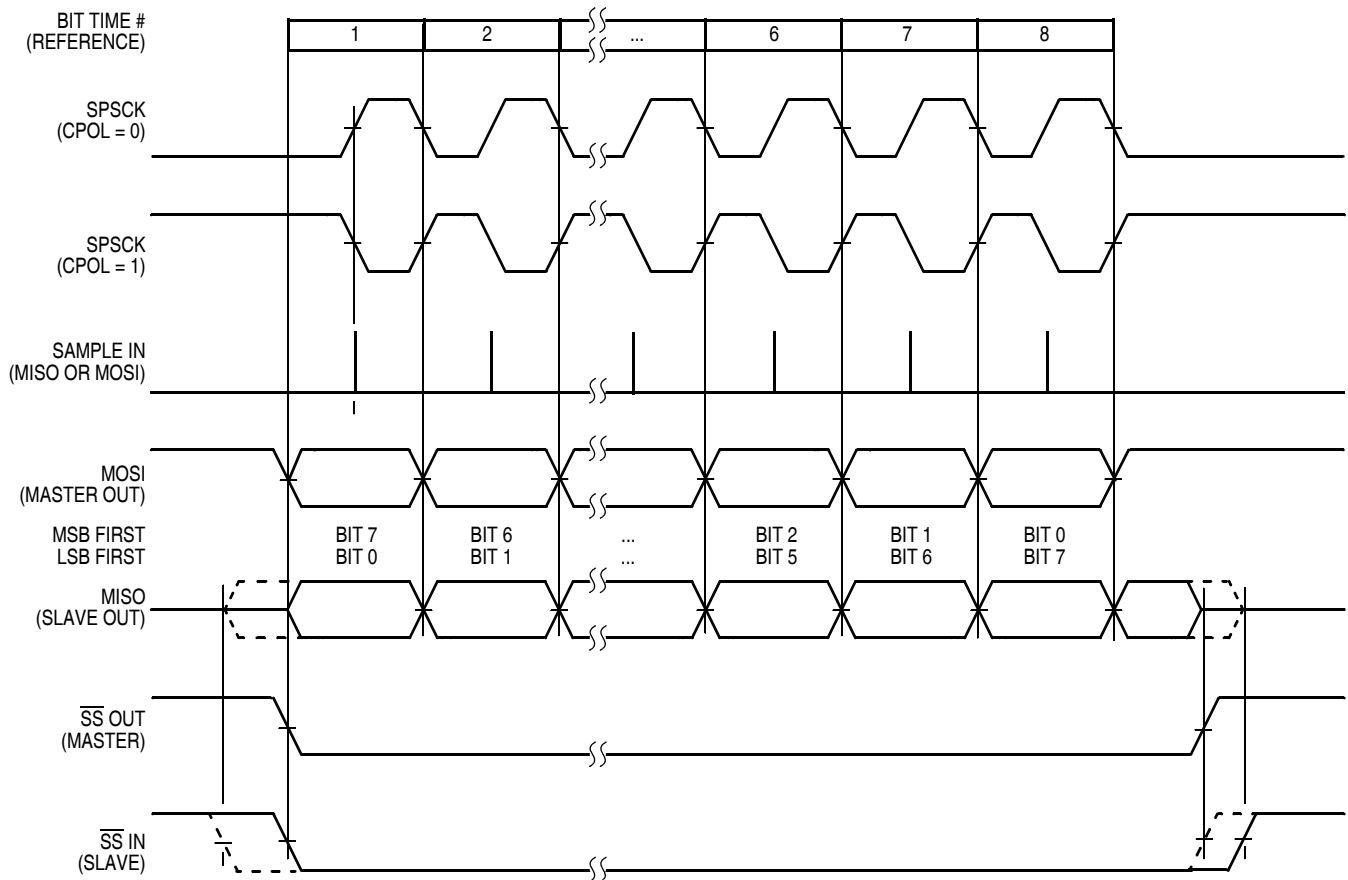 BIT TIME #
(REFERENCE)
1 2 ... 6 7 8
SPSCK
(CPOL = 0)
SPSCK
(CPOL = 1)
SAMPLE IN
(MISO OR MOSI)
MOSI
(MASTER OUT)
MSB FIRST BIT 7 BIT 6 ... BIT 2 BIT 1 BIT 0
LSB FIRST BIT 0 BIT 1 ... BIT 5 BIT 6 BIT 7
MISO
(SLAVE OUT)
S̅S̅ OUT
(MASTER)
S̅S̅ IN
(SLAVE)